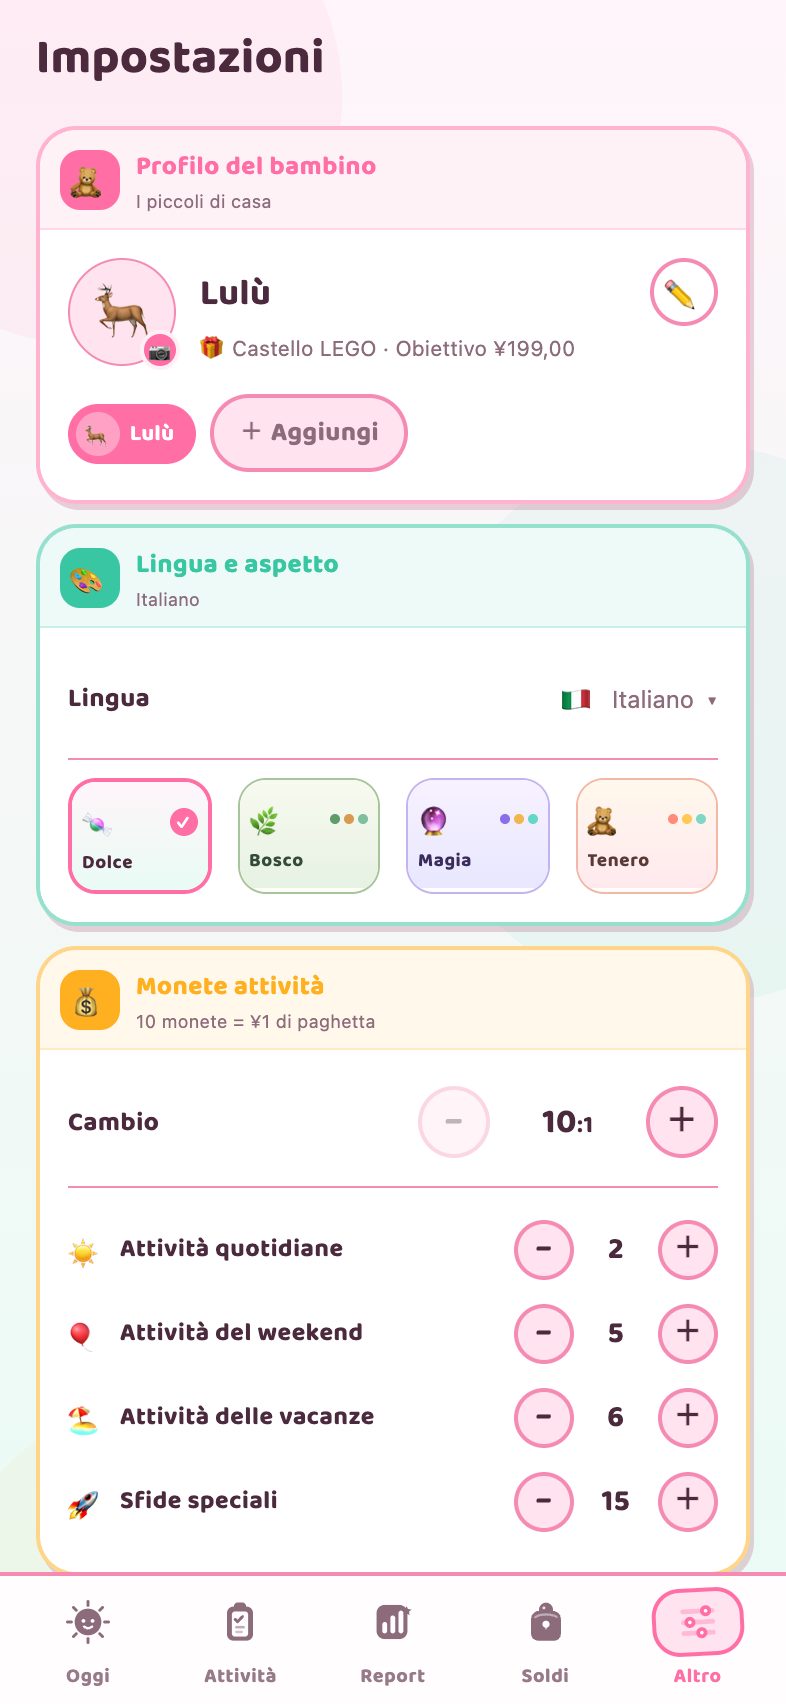 Impostazioni
Profilo del bambino
I piccoli di casa
Lulù
Castello LEGO · Obiettivo ¥199,00
Lulù
+ Aggiungi
Lingua e aspetto
Italiano
Lingua
Italiano ▾
Dolce
Bosco
Magia
Tenero
Monete attività
10 monete = ¥1 di paghetta
Cambio
−
10:1
+
Attività quotidiane
−
2
+
Attività del weekend
−
5
+
Attività delle vacanze
−
6
+
Sfide speciali
−
15
+
Oggi
Attività
Report
Soldi
Altro